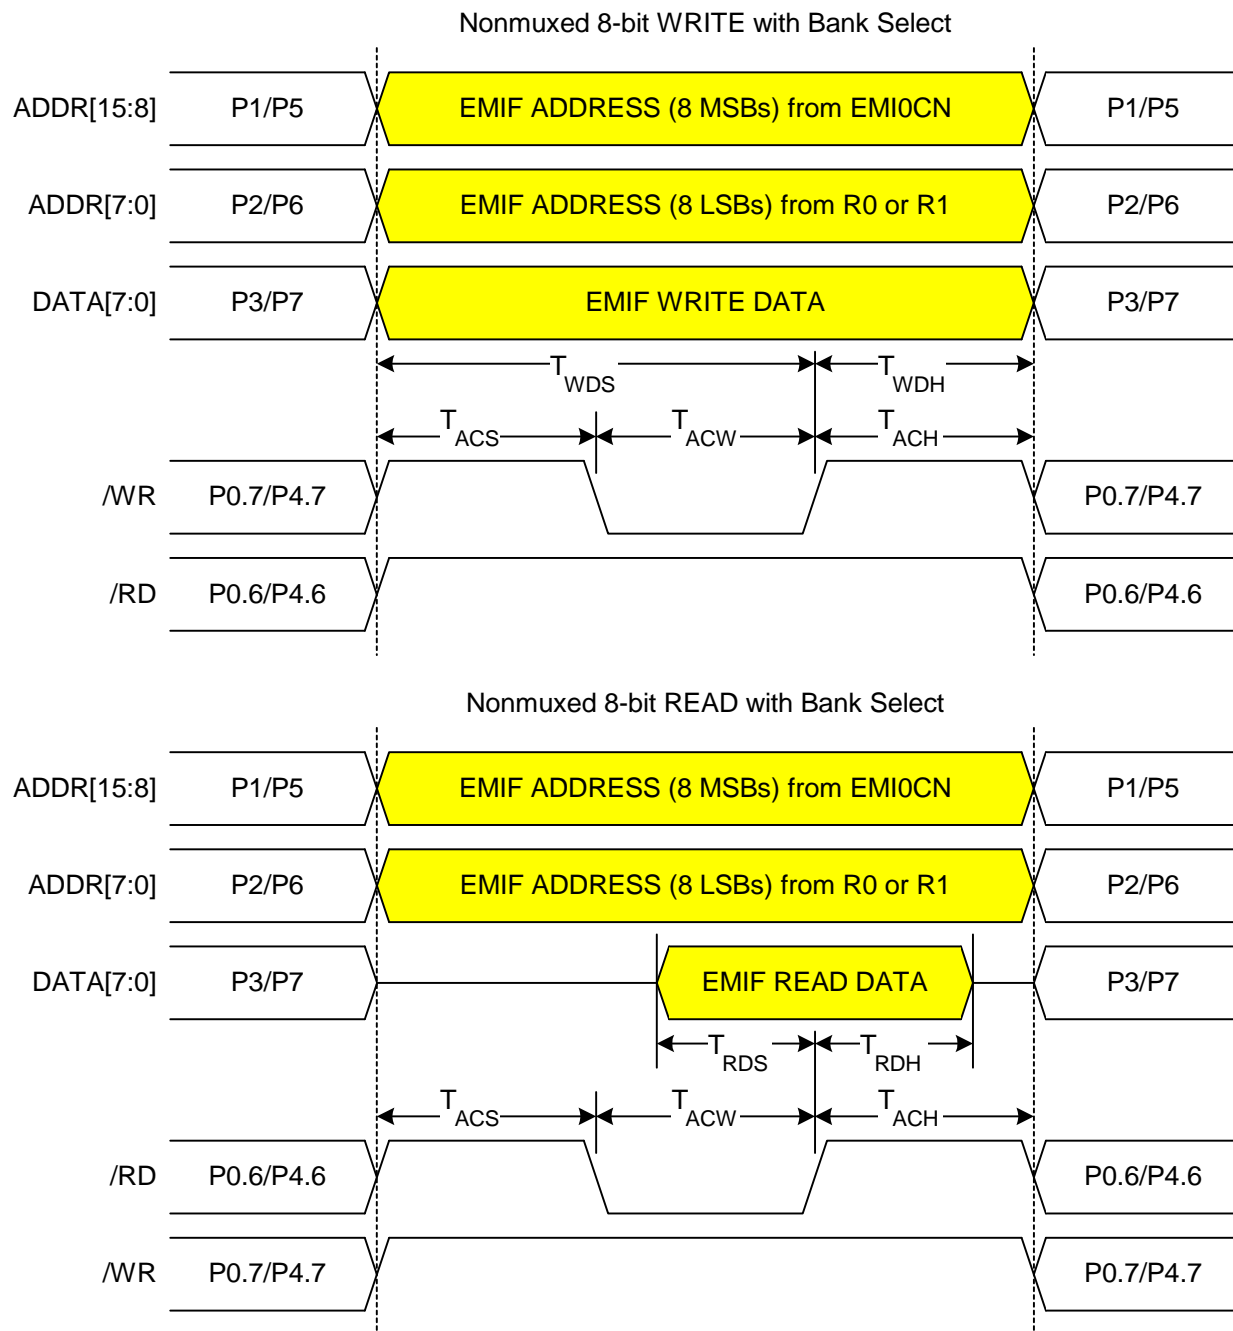 Nonmuxed 8-bit WRITE with Bank Select
ADDR[15:8] P1/P5 EMIF ADDRESS (8 MSBs) from EMI0CN P1/P5
ADDR[7:0] P2/P6 EMIF ADDRESS (8 LSBs) from R0 or R1 P2/P6
DATA[7:0] P3/P7 EMIF WRITE DATA P3/P7
TWDS TWDH
TACS TACW TACH
/WR P0.7/P4.7 P0.7/P4.7
/RD P0.6/P4.6 P0.6/P4.6
Nonmuxed 8-bit READ with Bank Select
ADDR[15:8] P1/P5 EMIF ADDRESS (8 MSBs) from EMI0CN P1/P5
ADDR[7:0] P2/P6 EMIF ADDRESS (8 LSBs) from R0 or R1 P2/P6
DATA[7:0] P3/P7 EMIF READ DATA P3/P7
TRDS TRDH
TACS TACW TACH
/RD P0.6/P4.6 P0.6/P4.6
/WR P0.7/P4.7 P0.7/P4.7